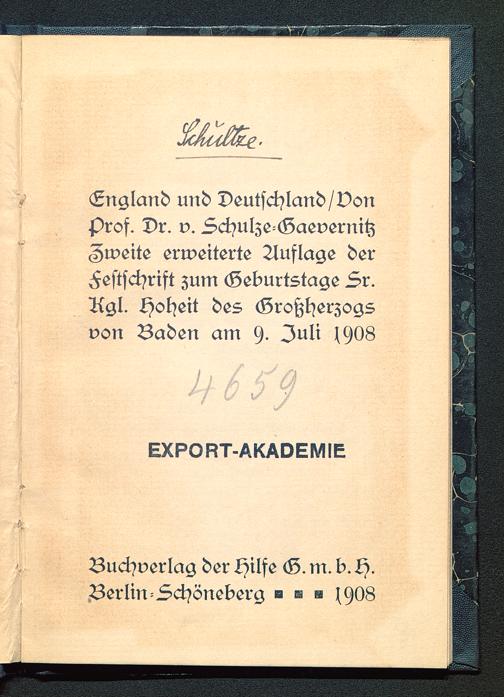 Schultze.
England und Deutschland/Von
Prof. Dr. v. Schulze-Gaevernitz
Zweite erweiterte Auflage der
Festschrift zum Geburtstage Sr.
Kgl. Hoheit des Großherzogs
von Baden am 9. Juli 1908
4659
EXPORT-AKADEMIE
Buchverlag der Hilfe G. m. b. H.
Berlin-Schöneberg ▪ ▪ ▪ 1908